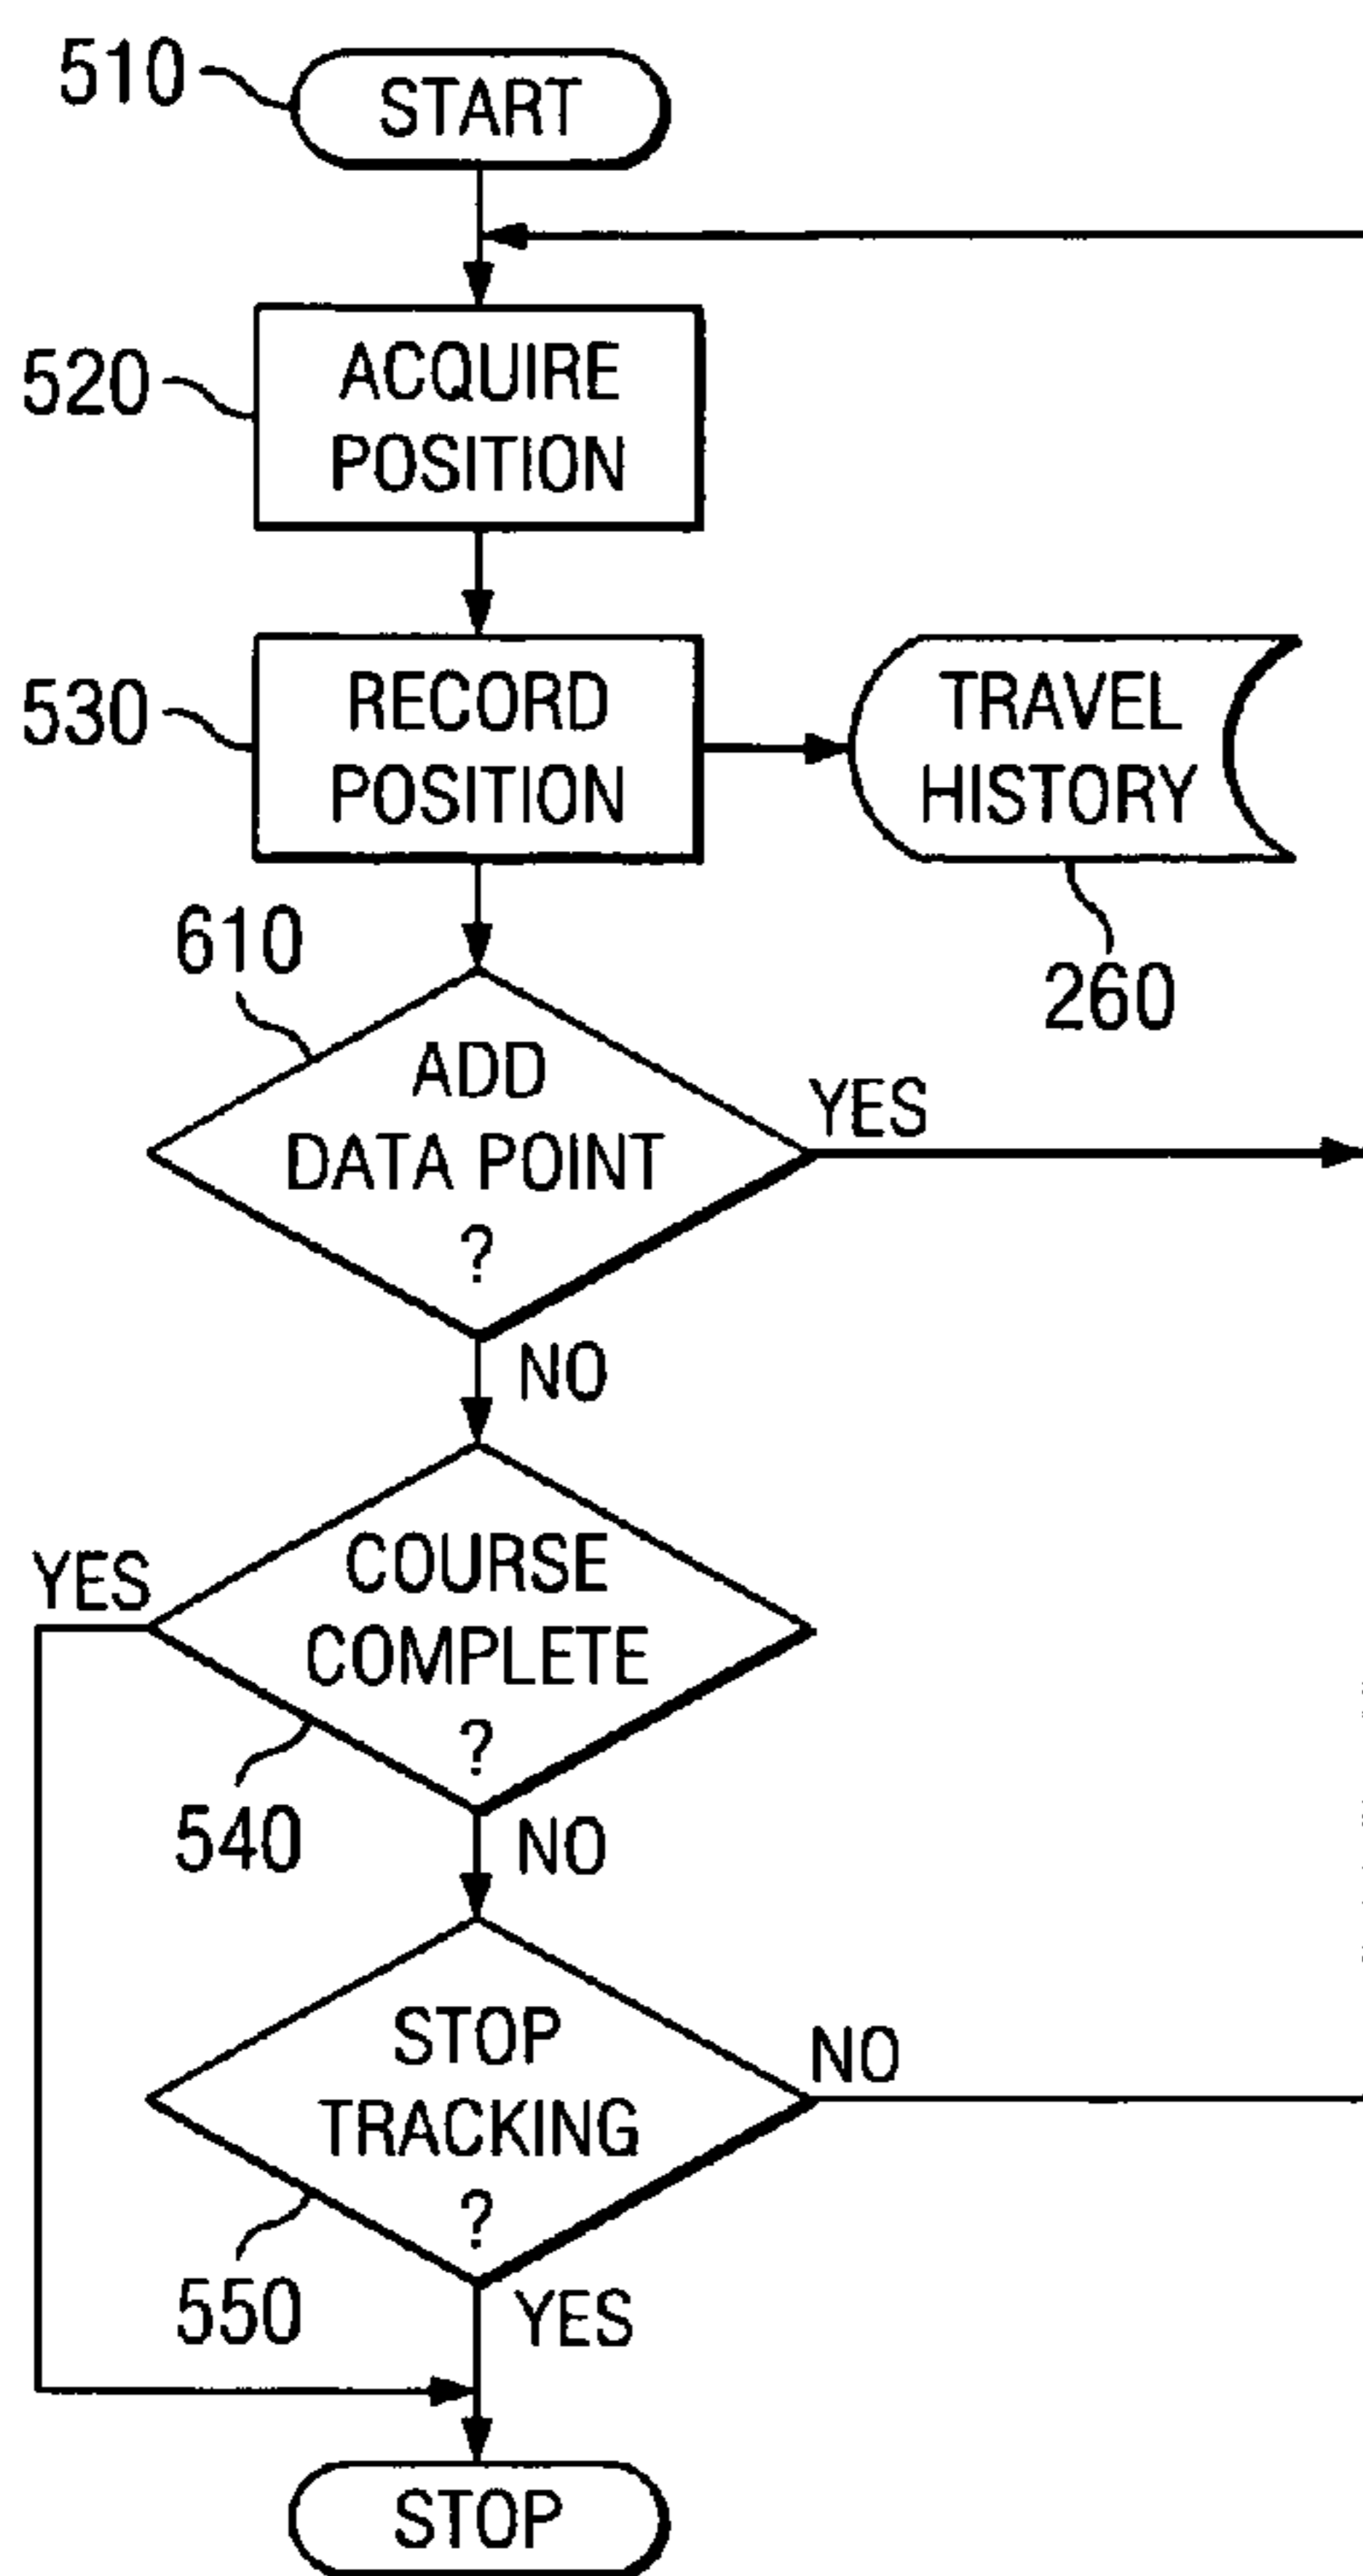 510
START
520
ACQUIRE
POSITION
530
RECORD
POSITION
TRAVEL
HISTORY
260
610
ADD
DATA POINT
?
YES
NO
COURSE
COMPLETE
?
YES
540
NO
STOP
TRACKING
?
NO
550
YES
STOP